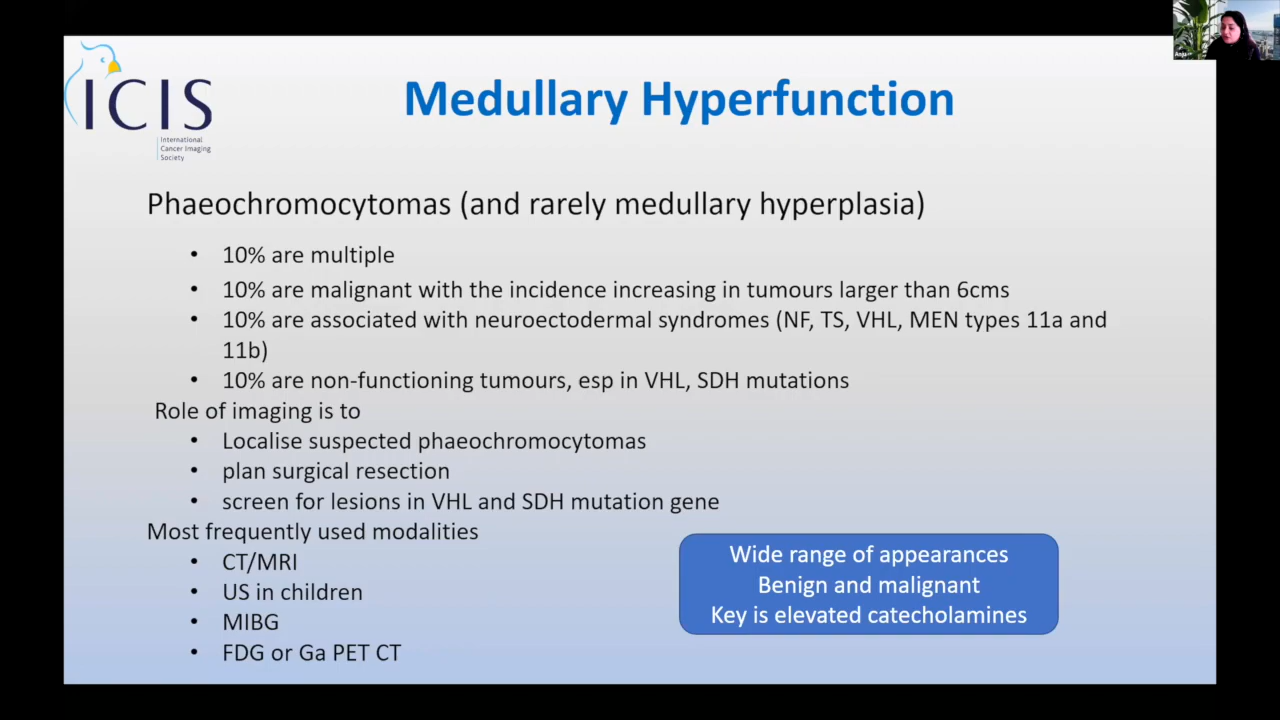 ICIS
International
Cancer Imaging
Society
Medullary Hyperfunction
Anju
Phaeochromocytomas (and rarely medullary hyperplasia)
• 10% are multiple
• 10% are malignant with the incidence increasing in tumours larger than 6cms
• 10% are associated with neuroectodermal syndromes (NF, TS, VHL, MEN types 11a and
11b)
• 10% are non-functioning tumours, esp in VHL, SDH mutations
Role of imaging is to
• Localise suspected phaeochromocytomas
• plan surgical resection
• screen for lesions in VHL and SDH mutation gene
Most frequently used modalities
• CT/MRI
• US in children
• MIBG
• FDG or Ga PET CT
Wide range of appearances
Benign and malignant
Key is elevated catecholamines